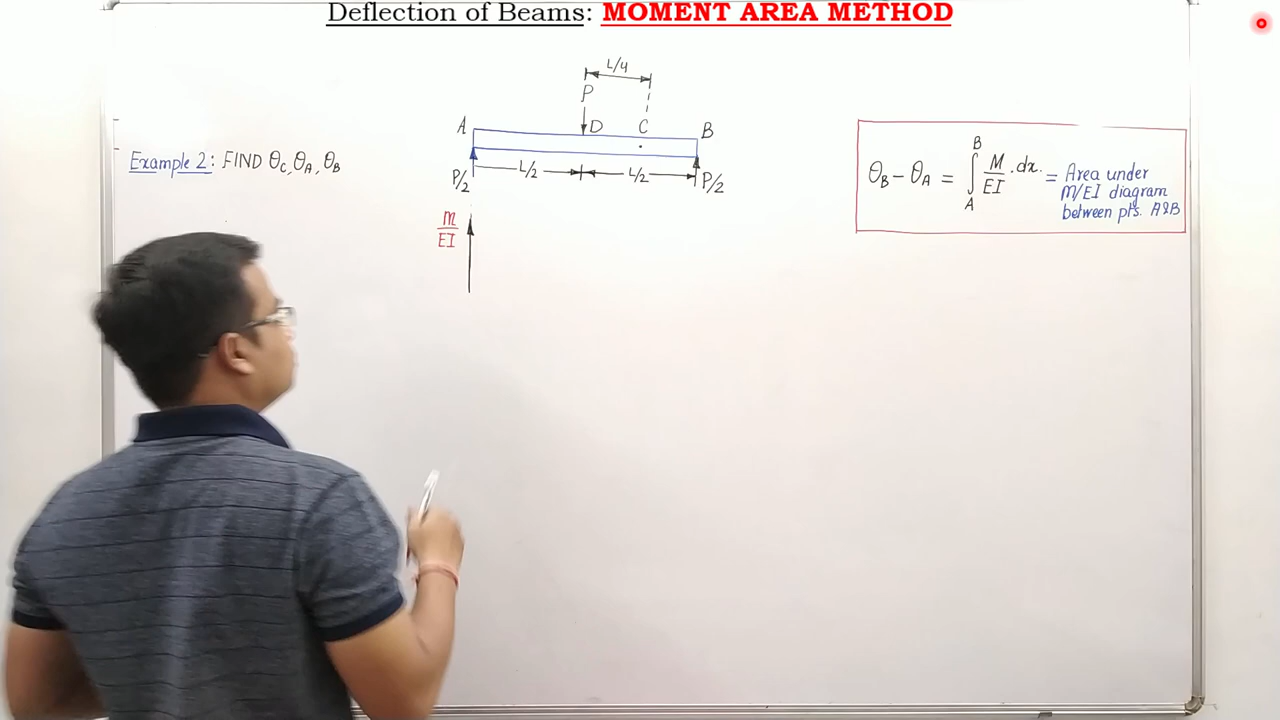 Deflection of Beams: MOMENT AREA METHOD
L/4
P
A D C B
Example 2: FIND θC, θA, θB
P/2 L/2 L/2 P/2
M/EI
θB - θA = ∫ M/EI .dx. = Area under
B
A
M/EI diagram
between pts. A&B